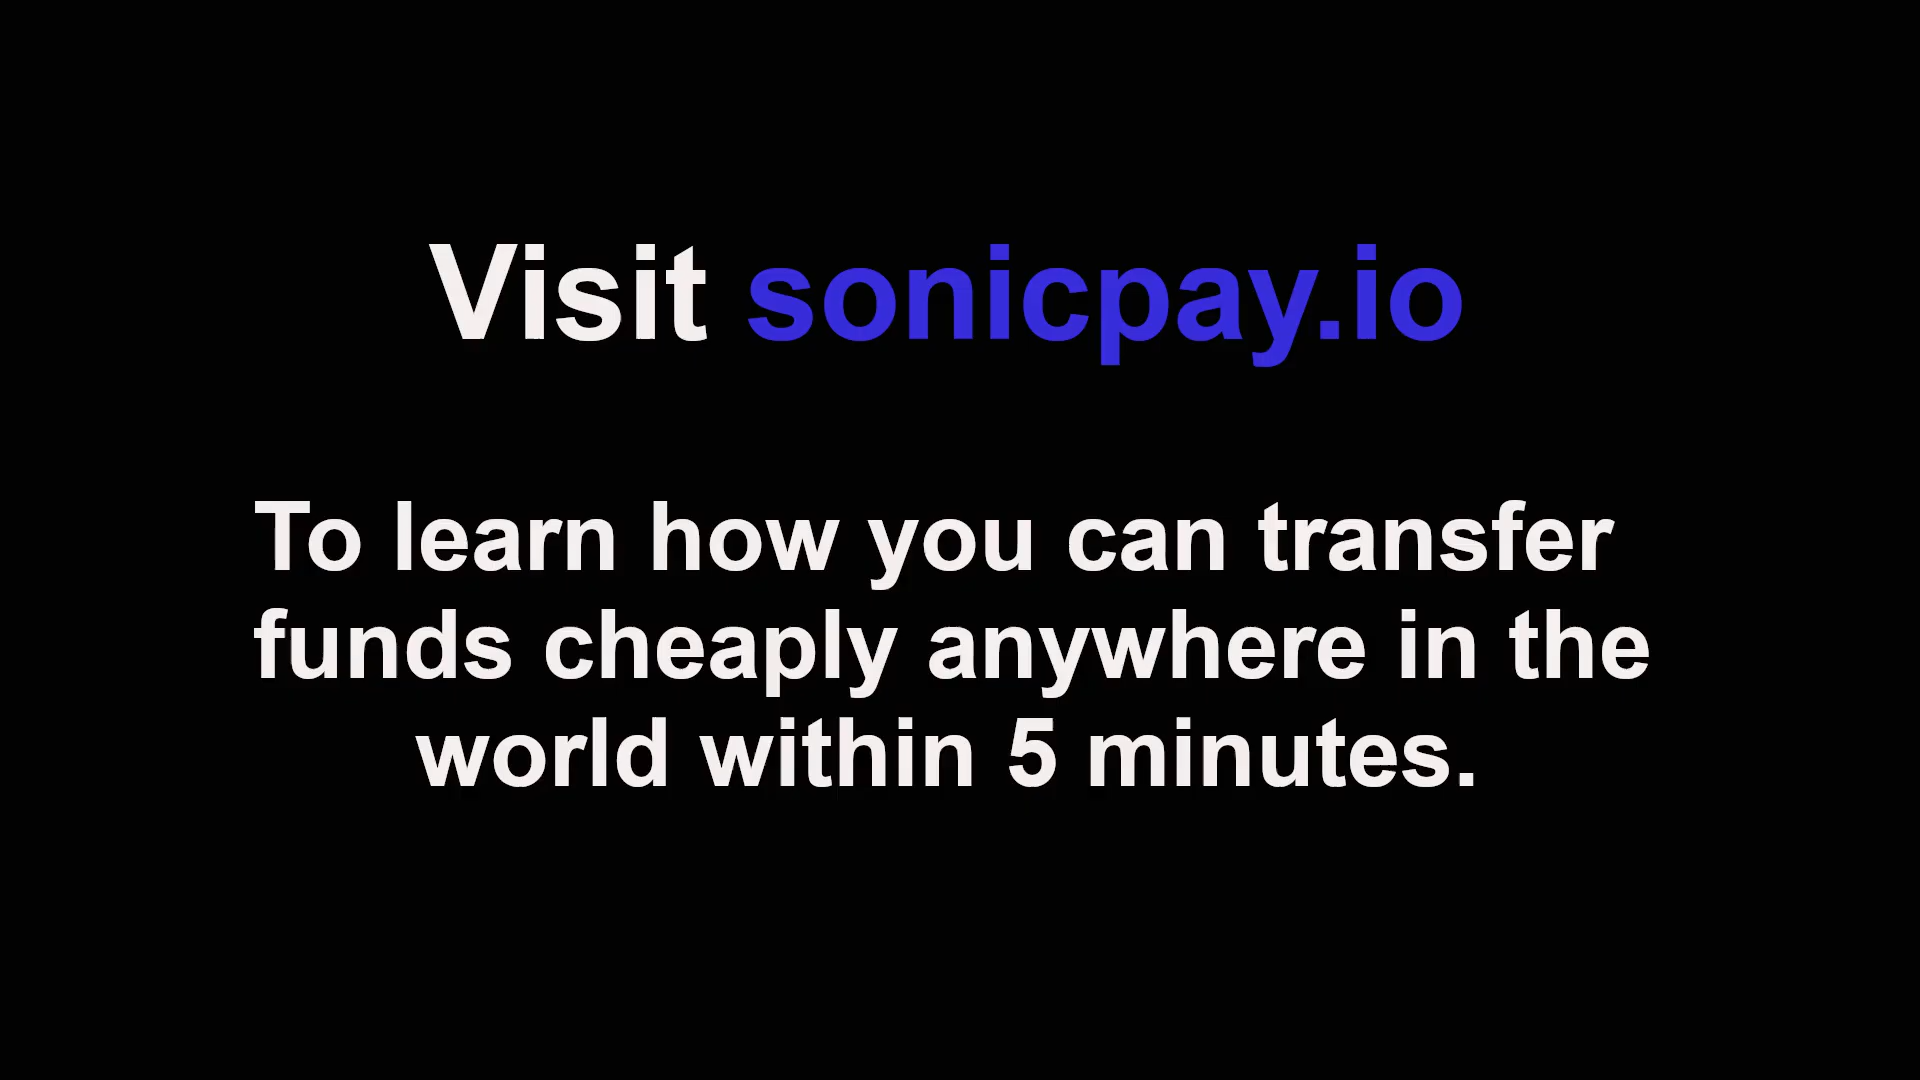 Visit sonicpay.io
To learn how you can transfer
funds cheaply anywhere in the
world within 5 minutes.